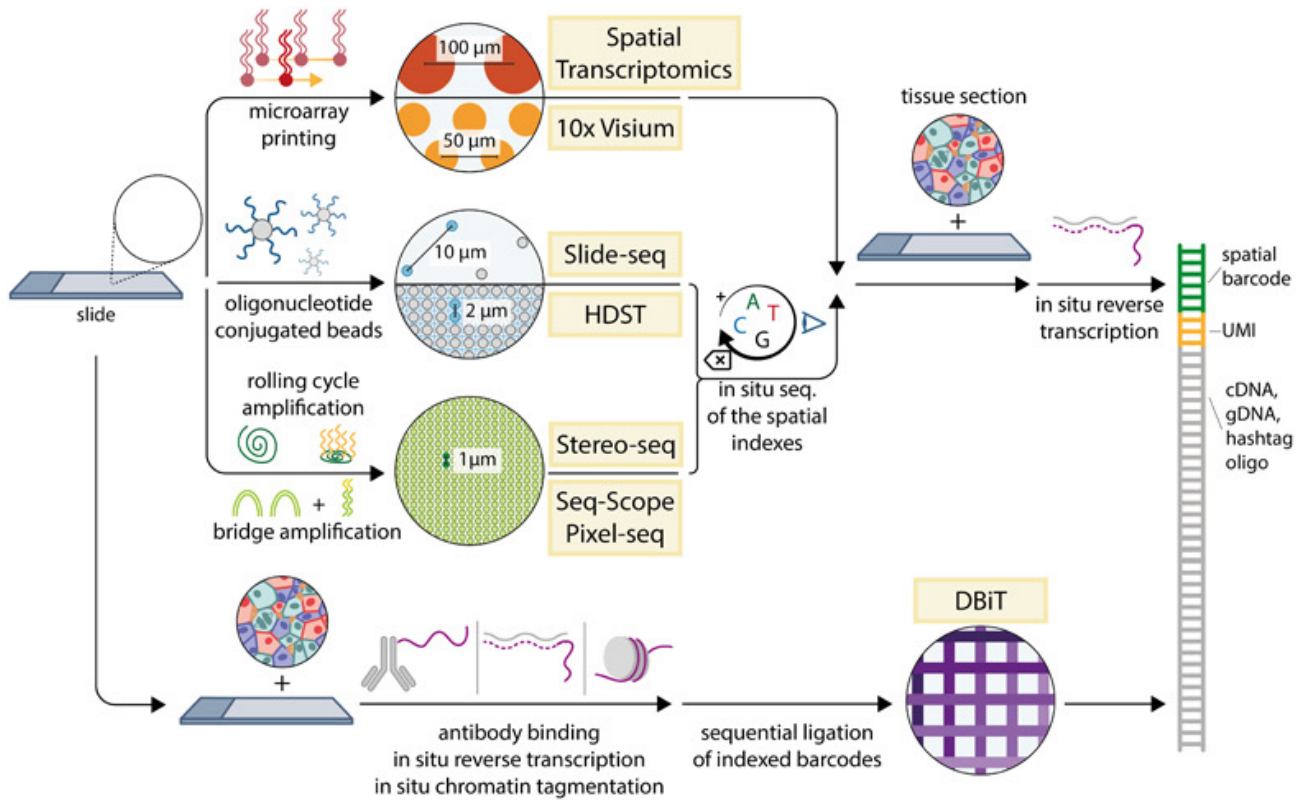 microarray
printing
100 µm
50 µm
Spatial
Transcriptomics
10x Visium
tissue section
+
slide
oligonucleotide
conjugated beads
10 µm
2 µm
Slide-seq
HDST
+
A
T
C
G
in situ seq.
of the spatial
indexes
in situ reverse
transcription
spatial
barcode
UMI
cDNA,
gDNA,
hashtag
oligo
rolling cycle
amplification
+
bridge amplification
1µm
Stereo-seq
Seq-Scope
Pixel-seq
+
antibody binding
in situ reverse transcription
in situ chromatin tagmentation
sequential ligation
of indexed barcodes
DBiT